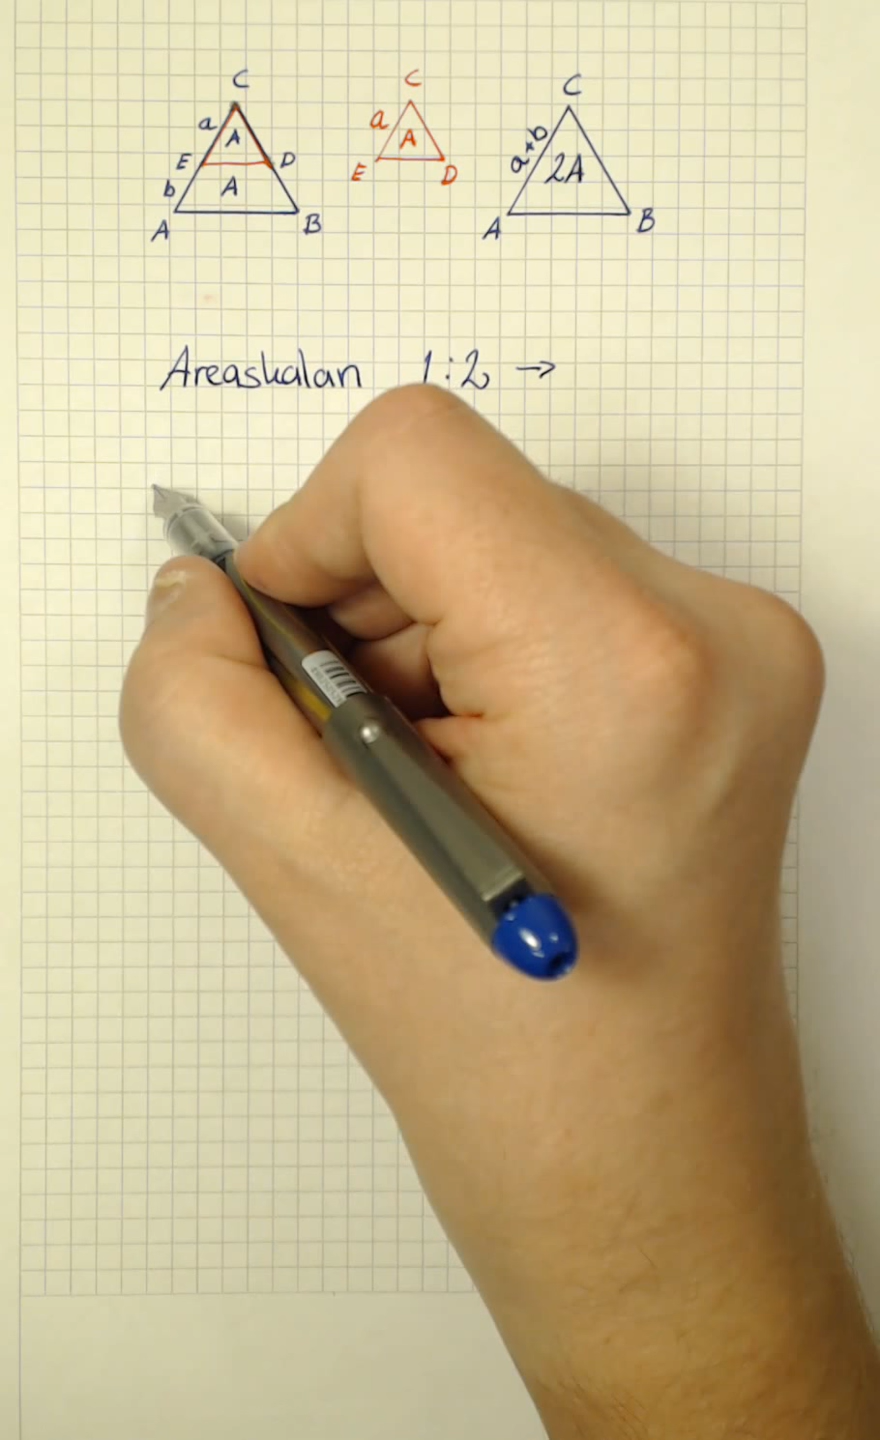 C C C
a A a A a+b 2A
E D E D
b A
A B A B
Areaskalan 1:2 →